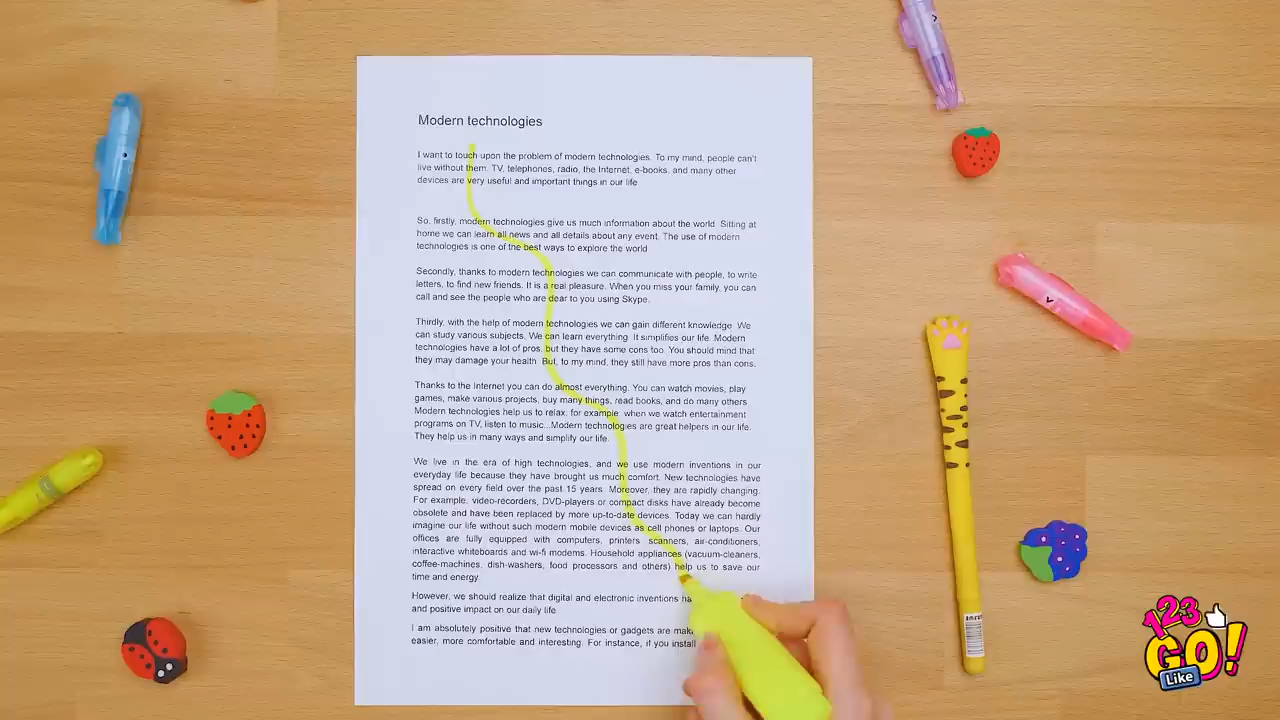 Modern technologies
I want to touch upon the problem of modern technologies. To my mind, people can't
live without them. TV, telephones, radio, the Internet, e-books, and many other
devices are very useful and important things in our life
So, firstly, modern technologies give us much information about the world. Sitting at
home we can learn all news and all details about any event. The use of modern
technologies is one of the best ways to explore the world
Secondly, thanks to modern technologies we can communicate with people, to write
letters, to find new friends. It is a real pleasure. When you miss your family, you can
call and see the people who are dear to you using Skype.
Thirdly, with the help of modern technologies we can gain different knowledge. We
can study various subjects. We can learn everything. It simplifies our life. Modern
technologies have a lot of pros, but they have some cons too. You should mind that
they may damage your health. But, to my mind, they still have more pros than cons.
Thanks to the Internet you can do almost everything. You can watch movies, play
games, make various projects, buy many things, read books, and do many others.
Modern technologies help us to relax, for example, when we watch entertainment
programs on TV, listen to music...Modern technologies are great helpers in our life.
They help us in many ways and simplify our life.
We live in the era of high technologies, and we use modern inventions in our
everyday life because they have brought us much comfort. New technologies have
spread on every field over the past 15 years. Moreover, they are rapidly changing.
For example, video-recorders, DVD-players or compact disks have already become
obsolete and have been replaced by more up-to-date devices. Today we can hardly
imagine our life without such modern mobile devices as cell phones or laptops. Our
offices are fully equipped with computers, printers, scanners, air-conditioners,
interactive whiteboards and wi-fi modems. Household appliances (vacuum-cleaners,
coffee-machines, dish-washers, food processors and others) help us to save our
time and energy.
However, we should realize that digital and electronic inventions
and positive impact on our daily life
I am absolutely positive that new technologies or gadgets are
easier, more comfortable and interesting. For instance, if you install
123
GO!
Like